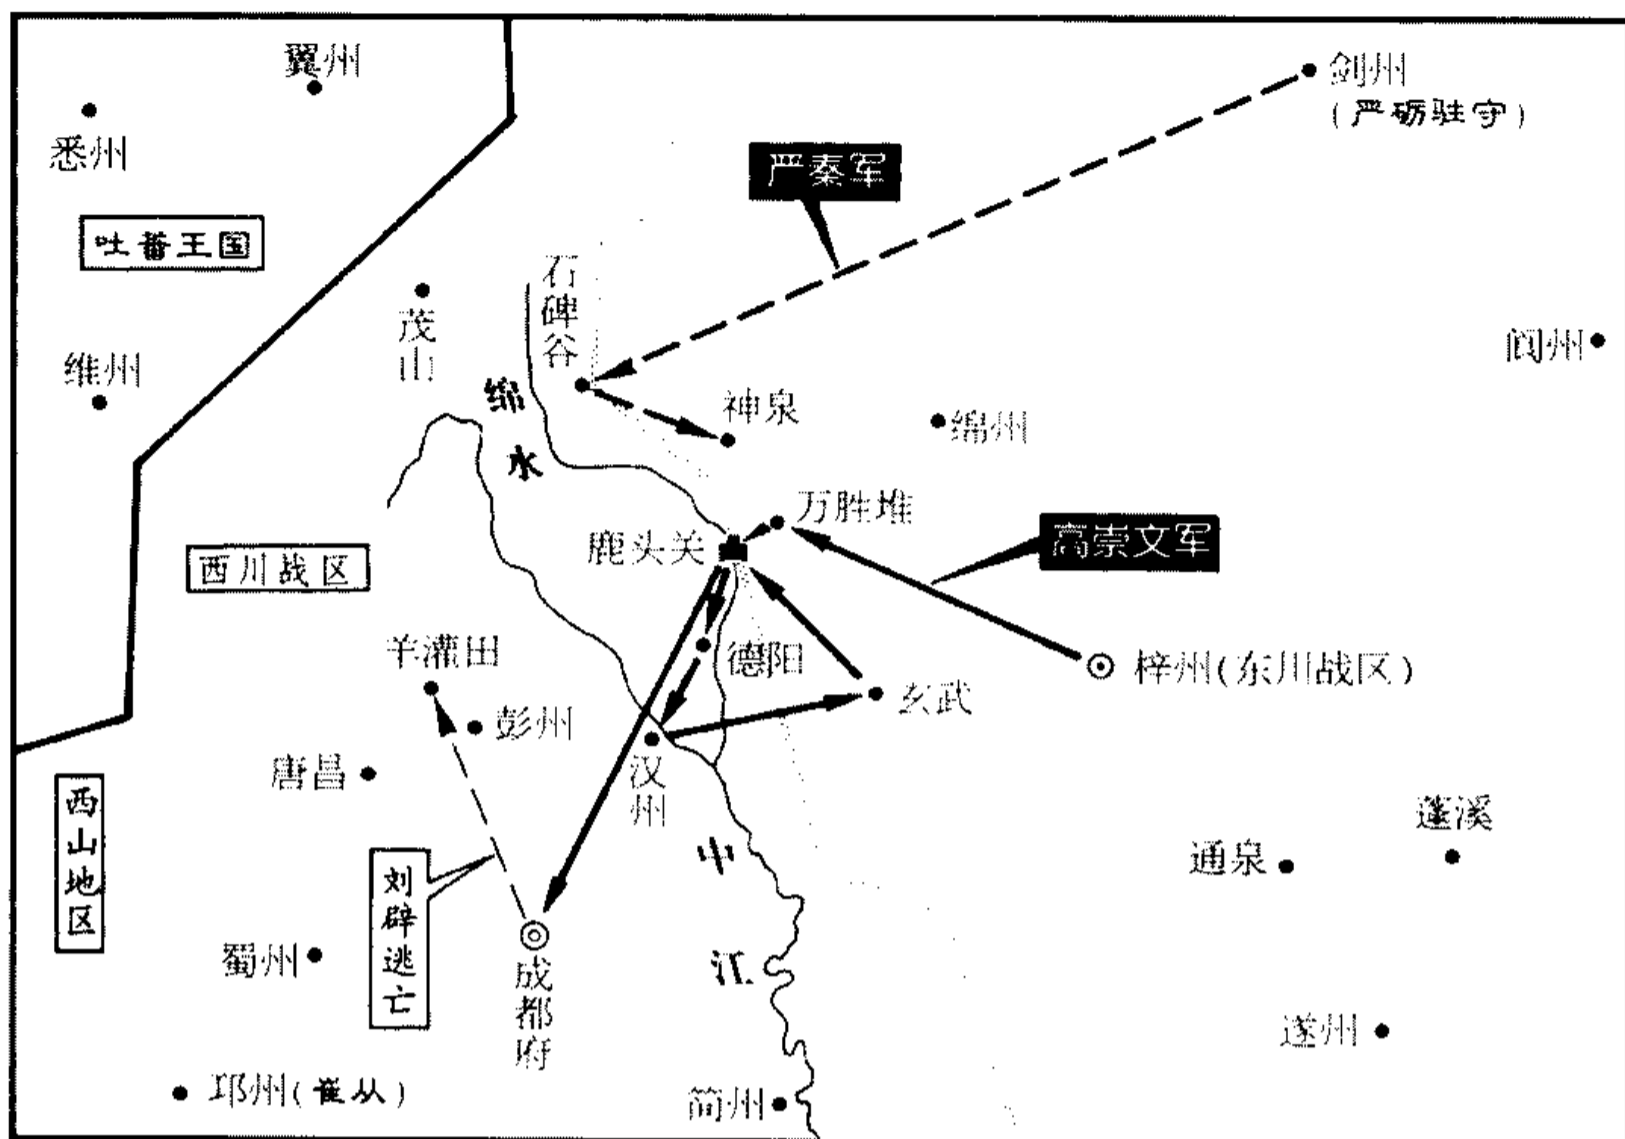 翼州
悉州
吐蕃王国
维州
茂山
石碑谷
严秦军
剑州
(严砺驻守)
阆州
绵水
神泉
绵州
万胜堆
鹿头关
高崇文军
西川战区
羊灌田
德阳
梓州(东川战区)
玄武
彭州
唐昌
汉州
西山地区
刘辟逃亡
中江
通泉
蓬溪
蜀州
成都府
遂州
邛州(崔从)
简州